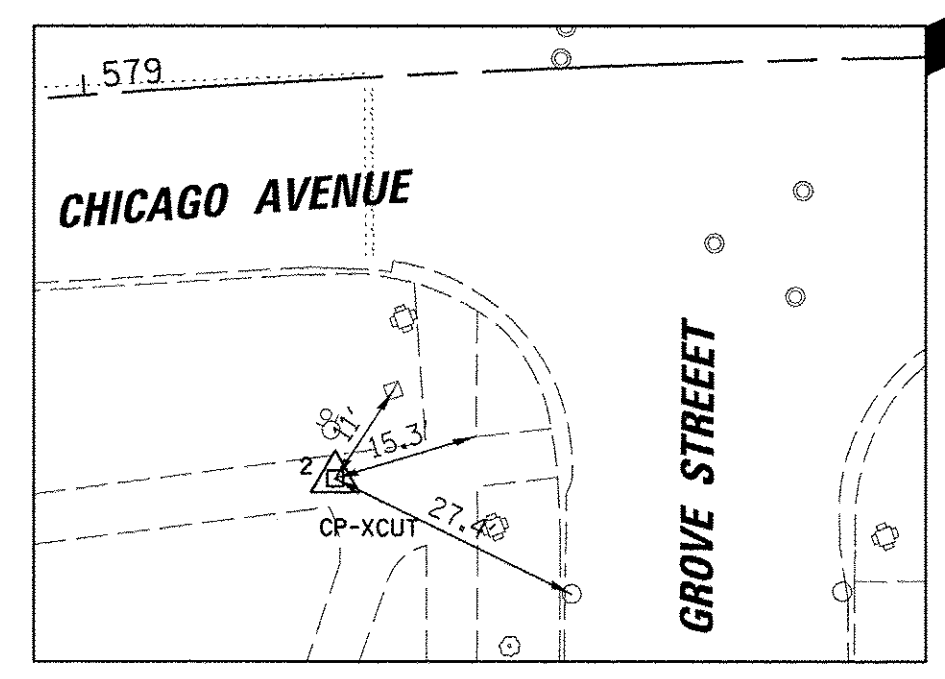 579
CHICAGO AVENUE
11'
15.3'
2
27.4'
CP-XCUT
GROVE STREEET